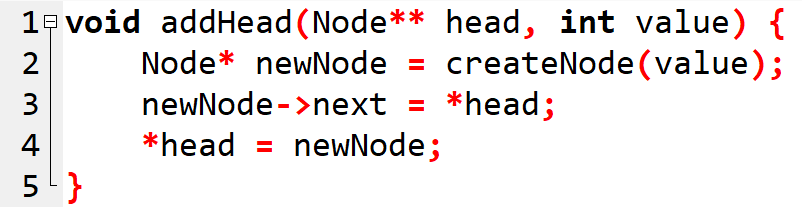 1 void addHead(Node** head, int value) {
2     Node* newNode = createNode(value);
3     newNode->next = *head;
4     *head = newNode;
5 }